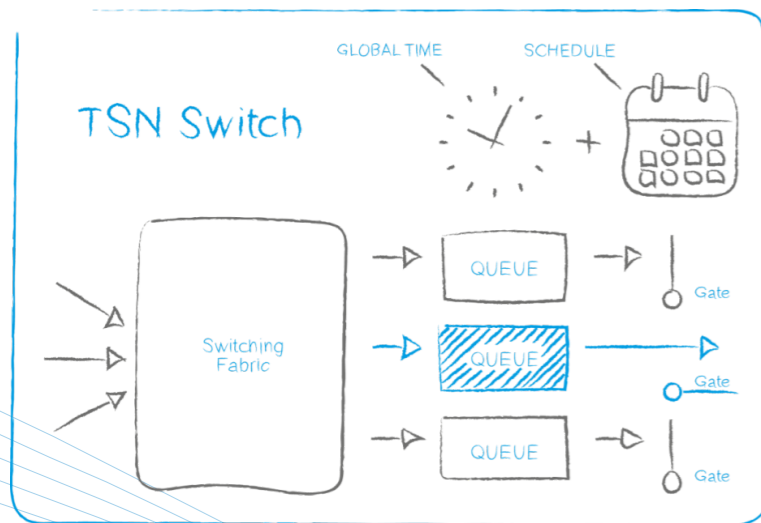 GLOBAL TIME
SCHEDULE
TSN Switch
QUEUE
Gate
Switching
Fabric
QUEUE
Gate
QUEUE
Gate